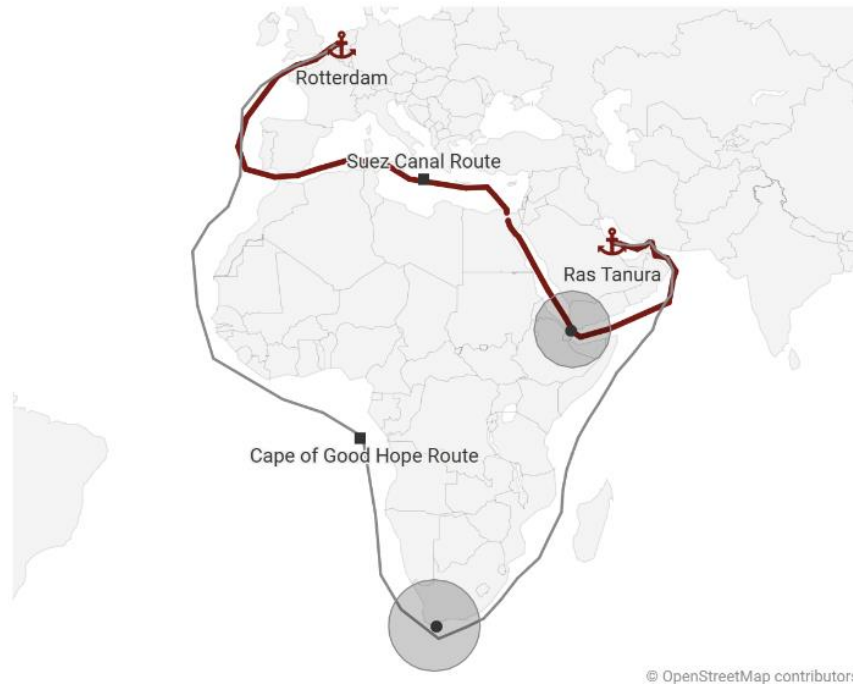 Rotterdam
Suez Canal Route
Ras Tanura
Cape of Good Hope Route
© OpenStreetMap contributors